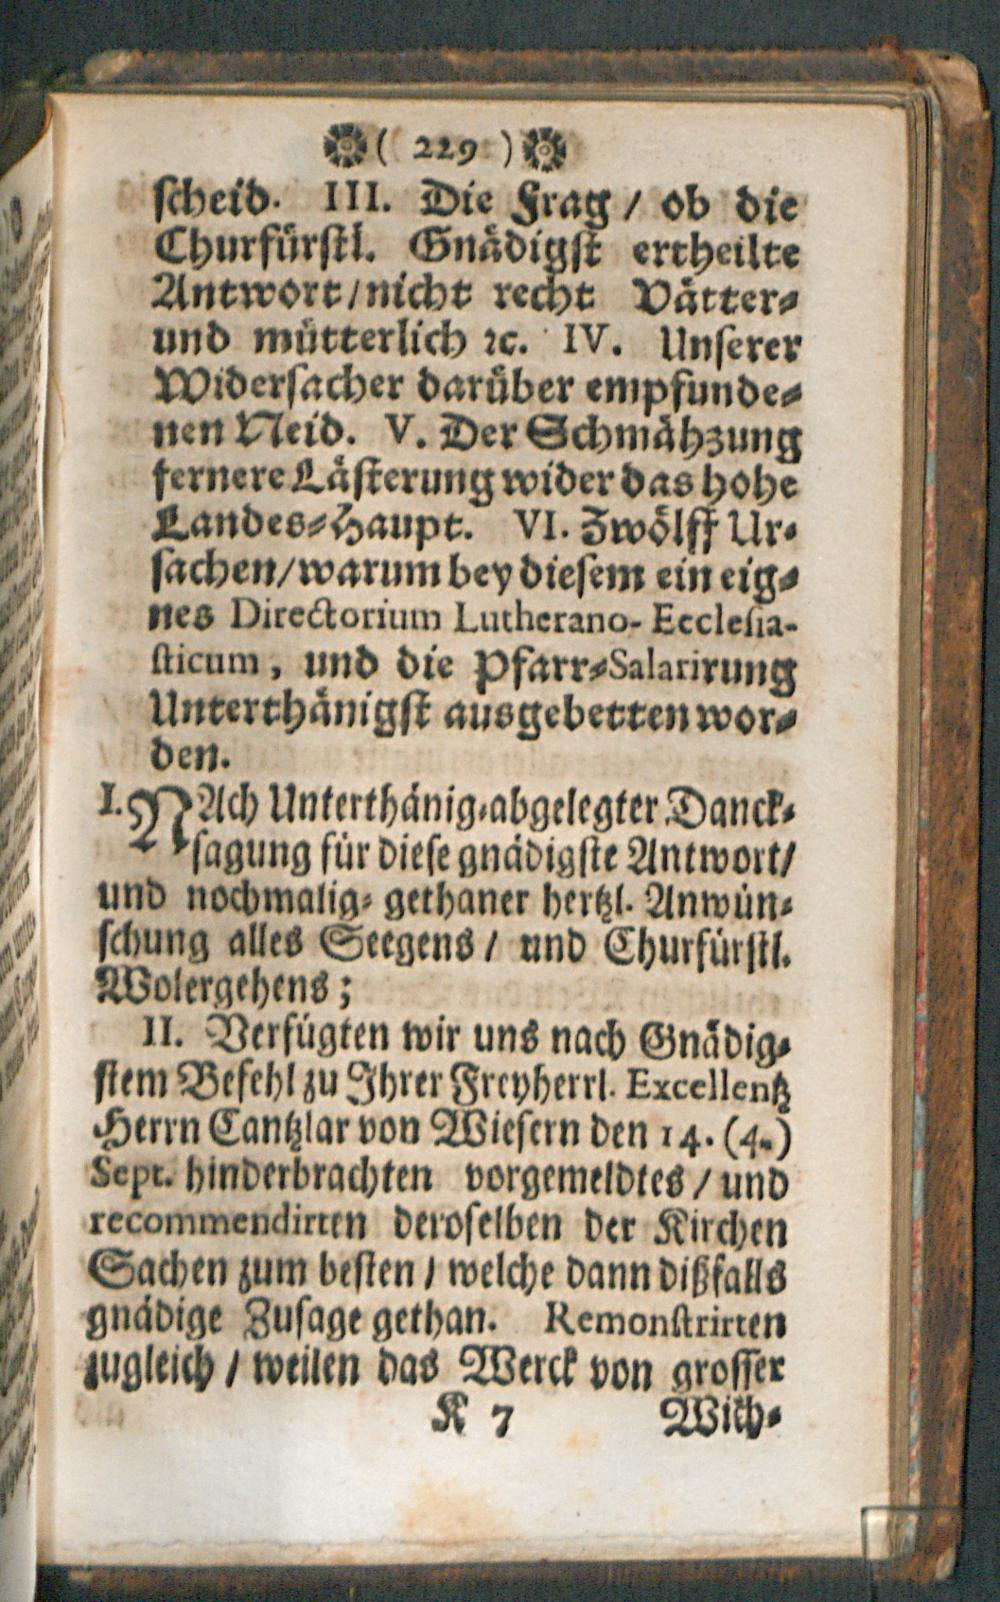 ( 229 )
scheid. III. Die Frag / ob die
Churfürstl. Gnädigst ertheilte
Antwort / nicht recht Vätter-
und mütterlich ꝛc. IV. Unserer
Widersacher darüber empfunde-
nen Neid. V. Der Schmähzung
fernere Lästerung wider das hohe
Landes-Haupt. VI. Zwölff Ur-
sachen / warum bey diesem ein eig-
nes Directorium Lutherano-Ecclesia-
sticum, und die Pfarr-Salarirung
Unterthänigst ausgebetten wor-
den.
I. NAch Unterthänig-abgelegter Danck-
sagung für diese gnädigste Antwort /
und nochmalig-gethaner hertzl. Anwün-
schung alles Seegens / und Churfürstl.
Wolergehens;
II. Verfügten wir uns nach Gnädig-
stem Befehl zu Ihrer Freyherrl. Excellentz
Herrn Cantzlar von Wiesern den 14. (4.)
Sept. hinderbrachten vorgemeldtes / und
recommendirten deroselben der Kirchen
Sachen zum besten / welche dann dißfalls
gnädige Zusage gethan. Remonstrirten
zugleich / weilen das Werck von grosser
K 7 Wich-